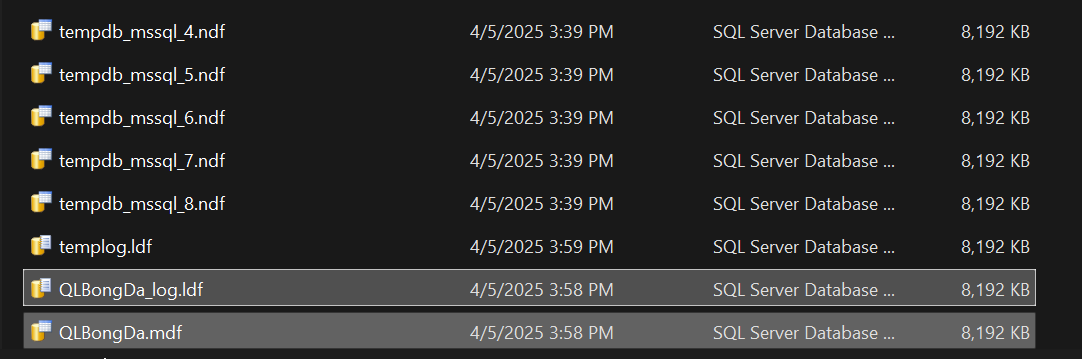 tempdb_mssql_4.ndf 4/5/2025 3:39 PM SQL Server Database ... 8,192 KB
tempdb_mssql_5.ndf 4/5/2025 3:39 PM SQL Server Database ... 8,192 KB
tempdb_mssql_6.ndf 4/5/2025 3:39 PM SQL Server Database ... 8,192 KB
tempdb_mssql_7.ndf 4/5/2025 3:39 PM SQL Server Database ... 8,192 KB
tempdb_mssql_8.ndf 4/5/2025 3:39 PM SQL Server Database ... 8,192 KB
templog.ldf 4/5/2025 3:59 PM SQL Server Database ... 8,192 KB
QLBongDa_log.ldf 4/5/2025 3:58 PM SQL Server Database ... 8,192 KB
QLBongDa.mdf 4/5/2025 3:58 PM SQL Server Database ... 8,192 KB